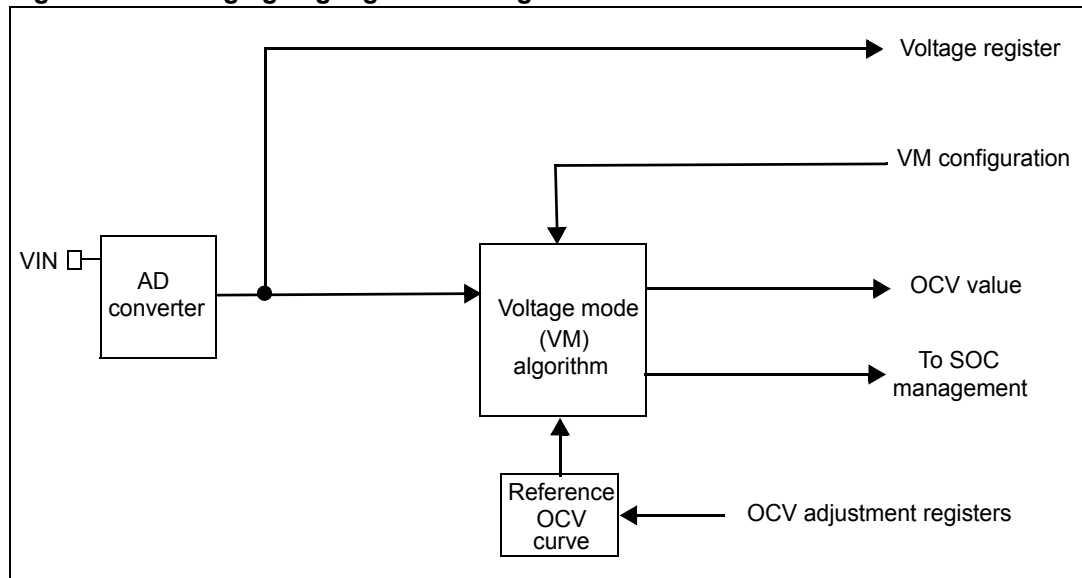 Voltage register
VM configuration
VIN
AD
converter
Voltage mode
(VM)
algorithm
OCV value
To SOC
management
Reference
OCV
curve
OCV adjustment registers